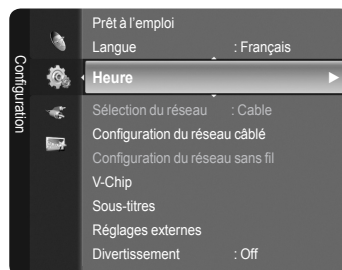 Configuration
Prêt à l'emploi
Langue : Français
Heure
Sélection du réseau : Cable
Configuration du réseau câblé
Configuration du réseau sans fil
V-Chip
Sous-titres
Réglages externes
Divertissement : Off